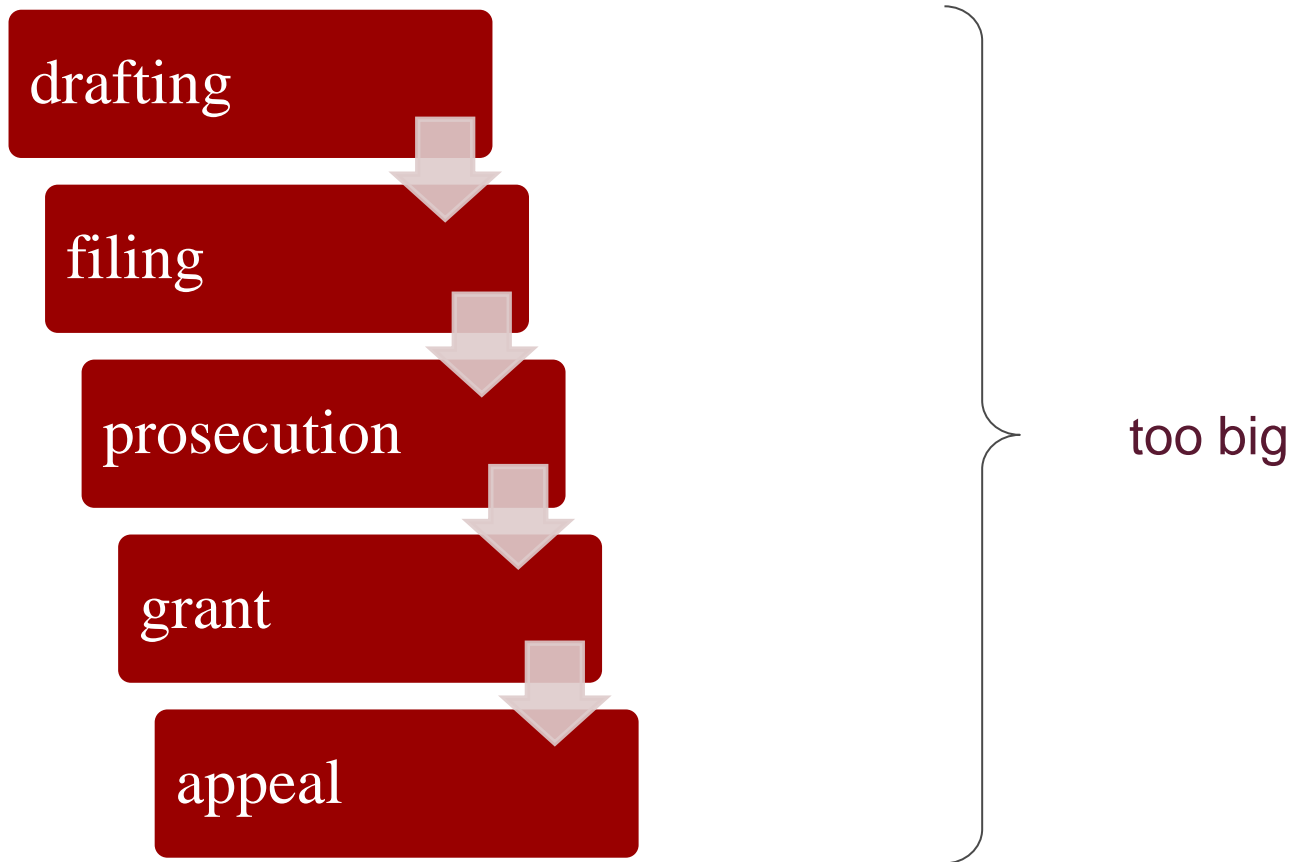 drafting
filing
prosecution
grant
appeal
too big